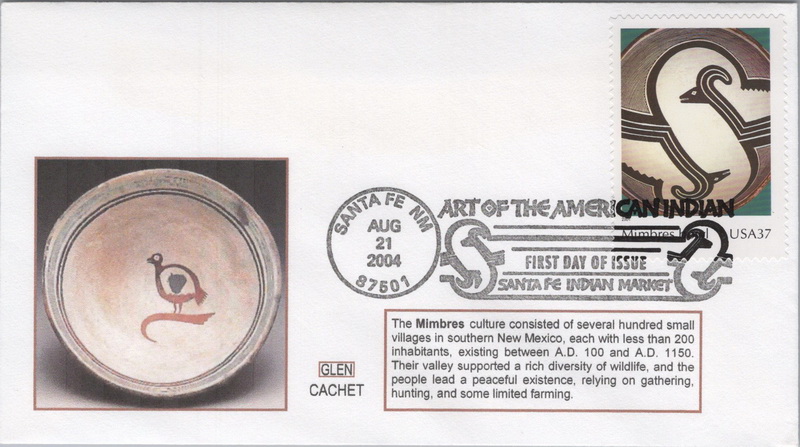 SANTA FE NM
AUG
21
2004
87501
ART OF THE AMERICAN INDIAN
Mimbres USA37
FIRST DAY OF ISSUE
SANTA FE INDIAN MARKET
The Mimbres culture consisted of several hundred small
villages in southern New Mexico, each with less than 200
inhabitants, existing between A.D. 100 and A.D. 1150.
Their valley supported a rich diversity of wildlife, and the
people lead a peaceful existence, relying on gathering,
hunting, and some limited farming.
GLEN
CACHET